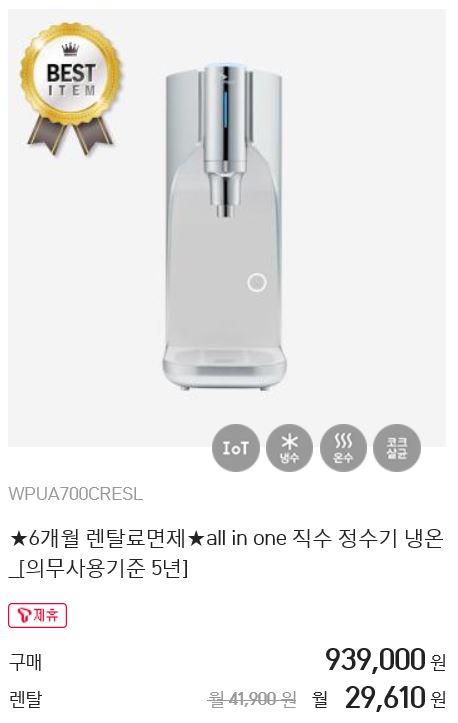 BEST
ITEM
IoT
냉수
온수
코크
살균
WPUA700CRESL
★6개월 렌탈료면제★all in one 직수 정수기 냉온
_[의무사용기준 5년]
제휴
구매 939,000 원
렌탈 월 41,900 원 월 29,610 원